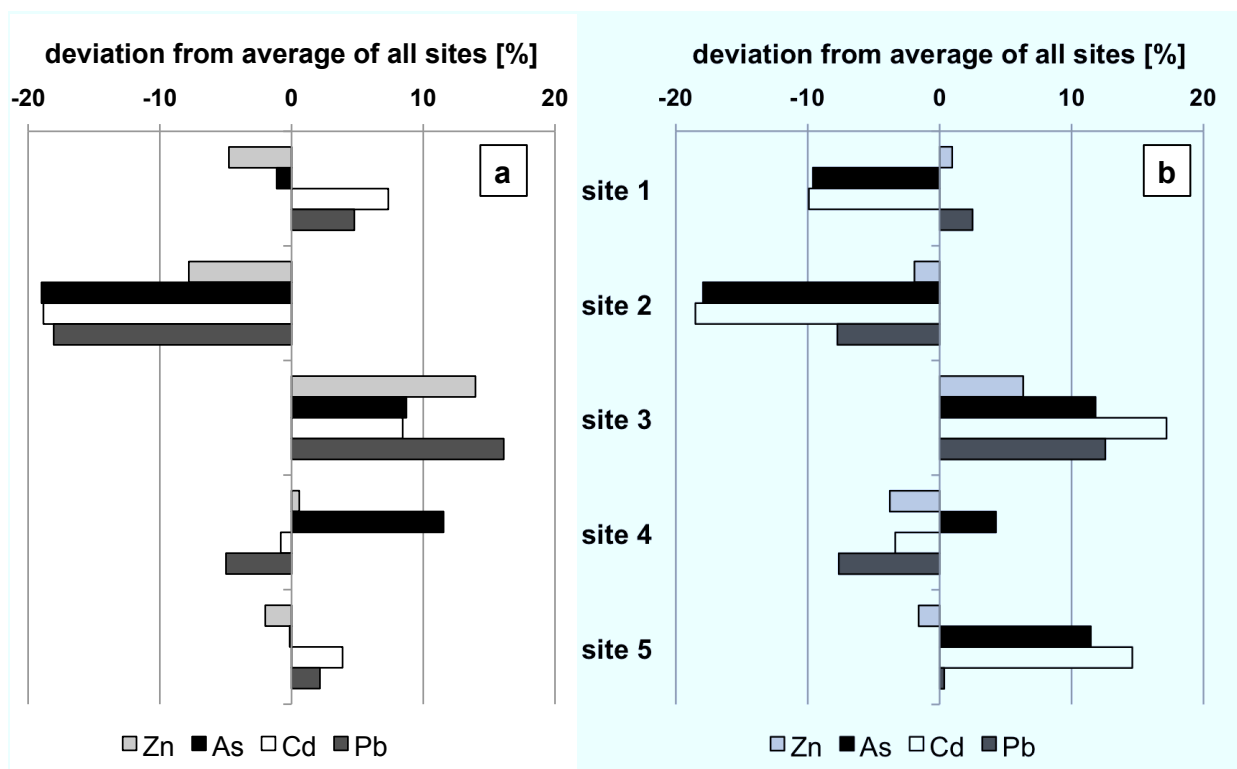 deviation from average of all sites [%]
-20 -10 0 10 20
a
deviation from average of all sites [%]
-20 -10 0 10 20
b
site 1
site 2
site 3
site 4
site 5
Zn As Cd Pb
Zn As Cd Pb